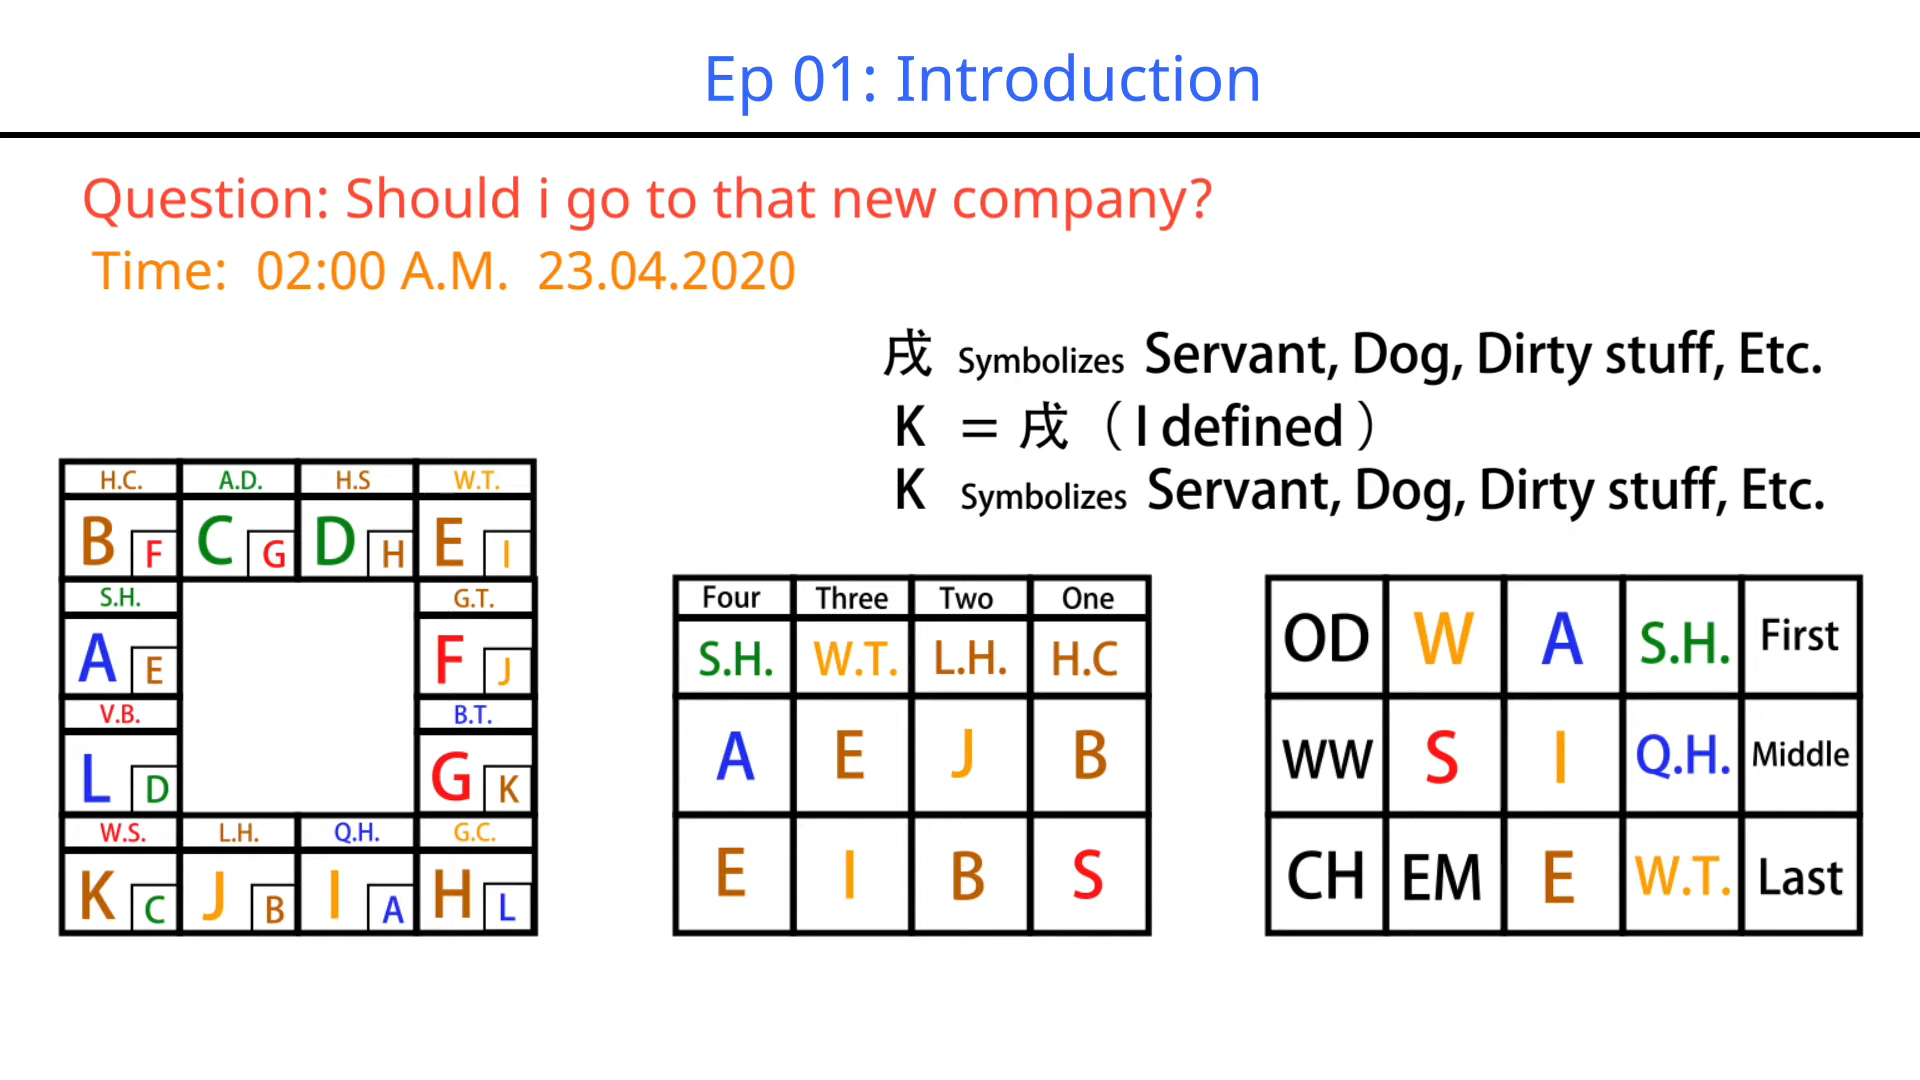 Ep 01: Introduction
Question: Should i go to that new company?
Time: 02:00 A.M. 23.04.2020
戌 Symbolizes Servant, Dog, Dirty stuff, Etc.
K = 戌（I defined）
K Symbolizes Servant, Dog, Dirty stuff, Etc.
H.C. A.D. H.S W.T.
B F C G D H E I
S.H. G.T.
A E F J
V.B. B.T.
L D G K
W.S. L.H. Q.H. G.C.
K C J B I A H L
Four Three Two One
S.H. W.T. L.H. H.C
A E J B
E I B S
OD W A S.H. First
WW S I Q.H. Middle
CH EM E W.T. Last